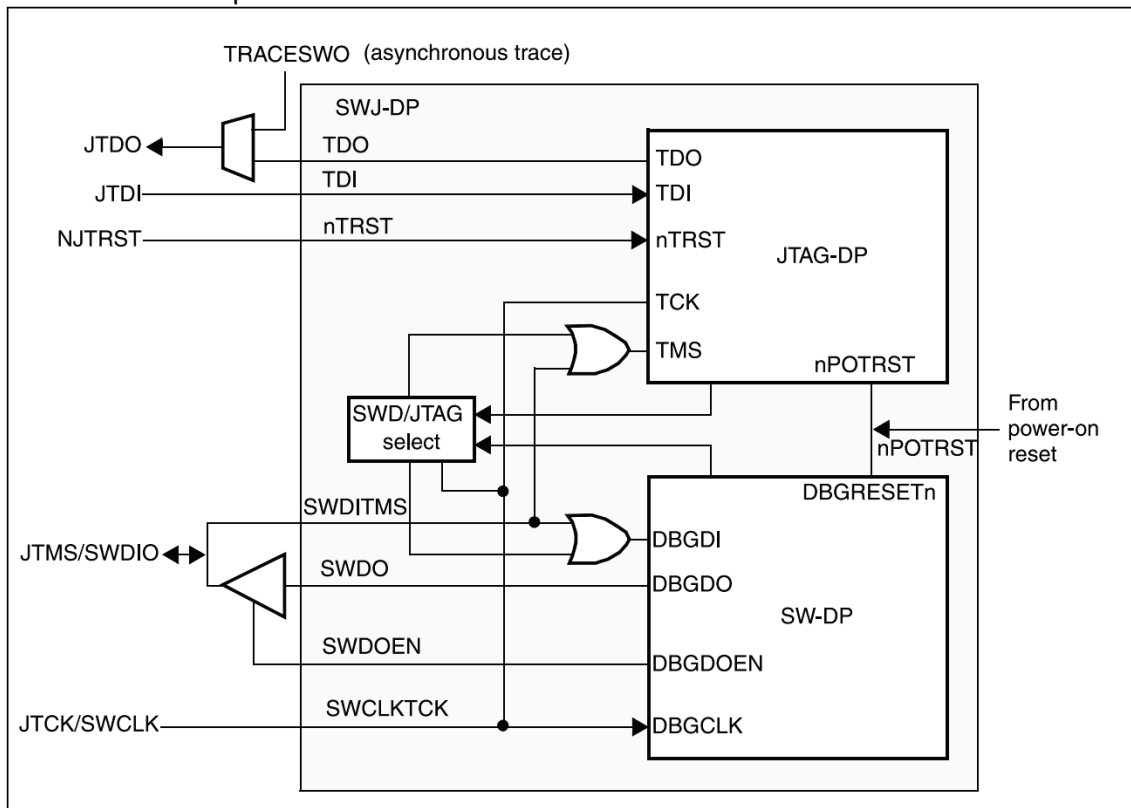 TRACESWO (asynchronous trace)
SWJ-DP
JTDO
TDO
TDO
JTDI
TDI
TDI
NJTRST
nTRST
nTRST
JTAG-DP
TCK
TMS
nPOTRST
SWD/JTAG
select
From
power-on
reset
nPOTRST
DBGRESETn
SWDITMS
JTMS/SWDIO
DBGDI
SWDO
DBGDO
SW-DP
SWDOEN
DBGDOEN
JTCK/SWCLK
SWCLKTCK
DBGCLK